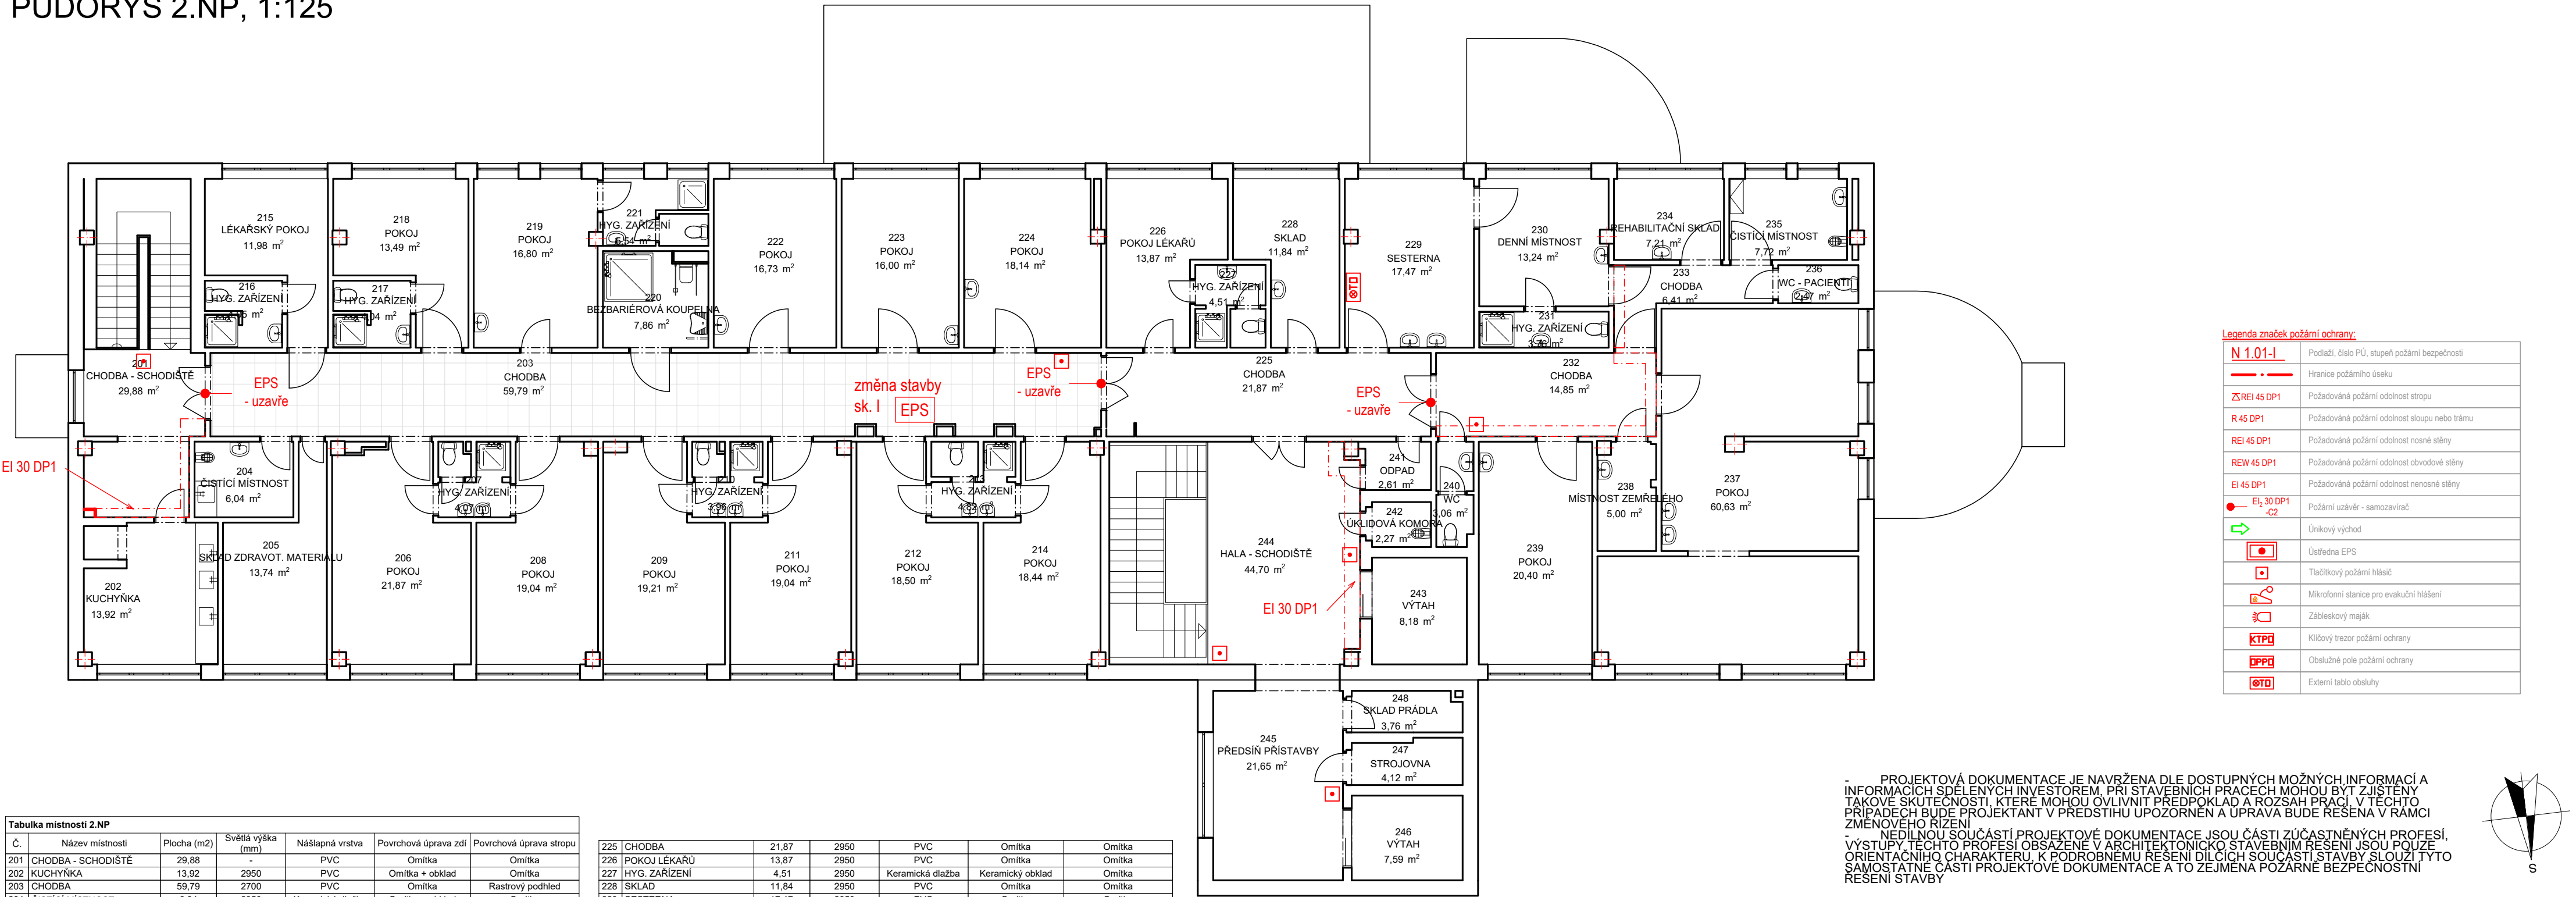 PŮDORYS 2.NP, 1:125
215
LÉKAŘSKÝ POKOJ
11,98 m²
218
POKOJ
13,49 m²
219
POKOJ
16,80 m²
221
HYG. ZAŘÍZENÍ
222
POKOJ
16,73 m²
223
POKOJ
16,00 m²
224
POKOJ
18,14 m²
226
POKOJ LÉKAŘŮ
13,87 m²
228
SKLAD
11,84 m²
229
SESTERNA
17,47 m²
230
DENNÍ MÍSTNOST
13,24 m²
234
REHABILITAČNÍ SKLAD
7,21 m²
235
ČISTÍCÍ MÍSTNOST
7,72 m²
216
HYG. ZAŘÍZENÍ
217
HYG. ZAŘÍZENÍ
220
BEZBARIÉROVÁ KOUPELNA
7,86 m²
227
HYG. ZAŘÍZENÍ
4,51 m²
231
HYG. ZAŘÍZENÍ
233
CHODBA
6,41 m²
236
WC - PACIENTI
201
CHODBA - SCHODIŠTĚ
29,88 m²
EPS
- uzavře
203
CHODBA
59,79 m²
změna stavby
sk. I
EPS
EPS
- uzavře
225
CHODBA
21,87 m²
EPS
- uzavře
232
CHODBA
14,85 m²
EI 30 DP1
204
ČISTÍCÍ MÍSTNOST
6,04 m²
HYG. ZAŘÍZENÍ
4,07 m²
HYG. ZAŘÍZENÍ
3,96 m²
HYG. ZAŘÍZENÍ
4,82 m²
241
ODPAD
2,61 m²
240
WC
3,06 m²
238
MÍSTNOST ZEMŘELÉHO
5,00 m²
237
POKOJ
60,63 m²
242
ÚKLIDOVÁ KOMORA
2,27 m²
202
KUCHYŇKA
13,92 m²
205
SKLAD ZDRAVOT. MATERIÁLU
13,74 m²
206
POKOJ
21,87 m²
208
POKOJ
19,04 m²
209
POKOJ
19,21 m²
211
POKOJ
19,04 m²
212
POKOJ
18,50 m²
214
POKOJ
18,44 m²
244
HALA - SCHODIŠTĚ
44,70 m²
EI 30 DP1
243
VÝTAH
8,18 m²
239
POKOJ
20,40 m²
248
SKLAD PRÁDLA
3,76 m²
245
PŘEDSÍŇ PŘÍSTAVBY
21,65 m²
247
STROJOVNA
4,12 m²
246
VÝTAH
7,59 m²
Legenda značek požární ochrany:
N 1.01-I Podlaží, číslo PÚ, stupeň požární bezpečnosti
Hranice požárního úseku
REI 45 DP1 Požadovaná požární odolnost stropu
R 45 DP1 Požadovaná požární odolnost sloupu nebo trámu
REI 45 DP1 Požadovaná požární odolnost nosné stěny
REW 45 DP1 Požadovaná požární odolnost obvodové stěny
EI 45 DP1 Požadovaná požární odolnost nenosné stěny
EI₂ 30 DP1
-C2 Požární uzávěr - samozavírač
Únikový východ
Ústředna EPS
Tlačítkový požární hlásič
Mikrofonní stanice pro evakuční hlášení
Zábleskový maják
KTPO Klíčový trezor požární ochrany
OPPO Obslužné pole požární ochrany
⊗TO Externí tablo obsluhy
- PROJEKTOVÁ DOKUMENTACE JE NAVRŽENA DLE DOSTUPNÝCH MOŽNÝCH INFORMACÍ A
INFORMACÍCH SDĚLENÝCH INVESTOREM, PŘI STAVEBNÍCH PRACECH MOHOU BÝT ZJIŠTĚNY
TAKOVÉ SKUTEČNOSTI, KTERÉ MOHOU OVLIVNIT PŘEDPOKLAD A ROZSAH PRACÍ, V TĚCHTO
PŘÍPADECH BUDE PROJEKTANT V PŘEDSTIHU UPOZORNĚN A ÚPRAVA BUDE ŘEŠENA V RÁMCI
ZMĚNOVÉHO ŘÍZENÍ
- NEDÍLNOU SOUČÁSTÍ PROJEKTOVÉ DOKUMENTACE JSOU ČÁSTI ZÚČASTNĚNÝCH PROFESÍ,
VÝSTUPY TĚCHTO PROFESÍ OBSAŽENÉ V ARCHITEKTONICKO STAVEBNÍM ŘEŠENÍ JSOU POUZE
ORIENTAČNÍHO CHARAKTERU, K PODROBNÉMU ŘEŠENÍ DÍLČÍCH SOUČÁSTÍ STAVBY SLOUŽÍ TYTO
SAMOSTATNÉ ČÁSTI PROJEKTOVÉ DOKUMENTACE A TO ZEJMÉNA POŽÁRNĚ BEZPEČNOSTNÍ
ŘEŠENÍ STAVBY
S
Tabulka místností 2.NP
Č. Název místnosti Plocha (m2) Světlá výška (mm) Nášlapná vrstva Povrchová úprava zdí Povrchová úprava stropu
201 CHODBA - SCHODIŠTĚ 29,88 - PVC Omítka Omítka
202 KUCHYŇKA 13,92 2950 PVC Omítka + obklad Omítka
203 CHODBA 59,79 2700 PVC Omítka Rastrový podhled
225 CHODBA 21,87 2950 PVC Omítka Omítka
226 POKOJ LÉKAŘŮ 13,87 2950 PVC Omítka Omítka
227 HYG. ZAŘÍZENÍ 4,51 2950 Keramická dlažba Keramický obklad Omítka
228 SKLAD 11,84 2950 PVC Omítka Omítka